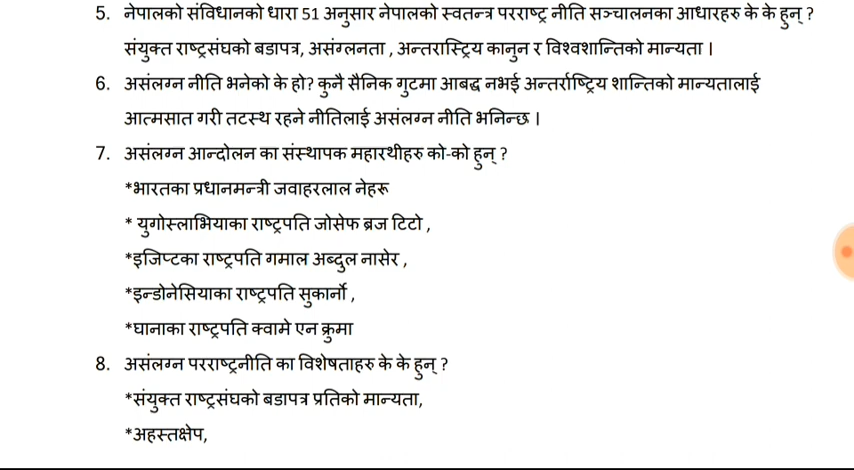 5. नेपालको संविधानको धारा 51 अनुसार नेपालको स्वतन्त्र परराष्ट्र नीति सञ्चालनका आधारहरु के के हुन् ?
संयुक्त राष्ट्रसंघको बडापत्र, असंग्लनता , अन्तरास्ट्रिय कानुन र विश्वशान्तिको मान्यता ।
6. असंलग्न नीति भनेको के हो? कुनै सैनिक गुटमा आबद्ध नभई अन्तर्राष्ट्रिय शान्तिको मान्यतालाई
आत्मसात गरी तटस्थ रहने नीतिलाई असंलग्न नीति भनिन्छ ।
7. असंलग्न आन्दोलन का संस्थापक महारथीहरु को-को हुन् ?
*भारतका प्रधानमन्त्री जवाहरलाल नेहरू
* युगोस्लाभियाका राष्ट्रपति जोसेफ ब्रज टिटो ,
*इजिप्टका राष्ट्रपति गमाल अब्दुल नासेर ,
*इन्डोनेसियाका राष्ट्रपति सुकार्नो ,
*घानाका राष्ट्रपति क्वामे एन क्रुमा
8. असंलग्न परराष्ट्रनीति का विशेषताहरु के के हुन् ?
*संयुक्त राष्ट्रसंघको बडापत्र प्रतिको मान्यता,
*अहस्तक्षेप,